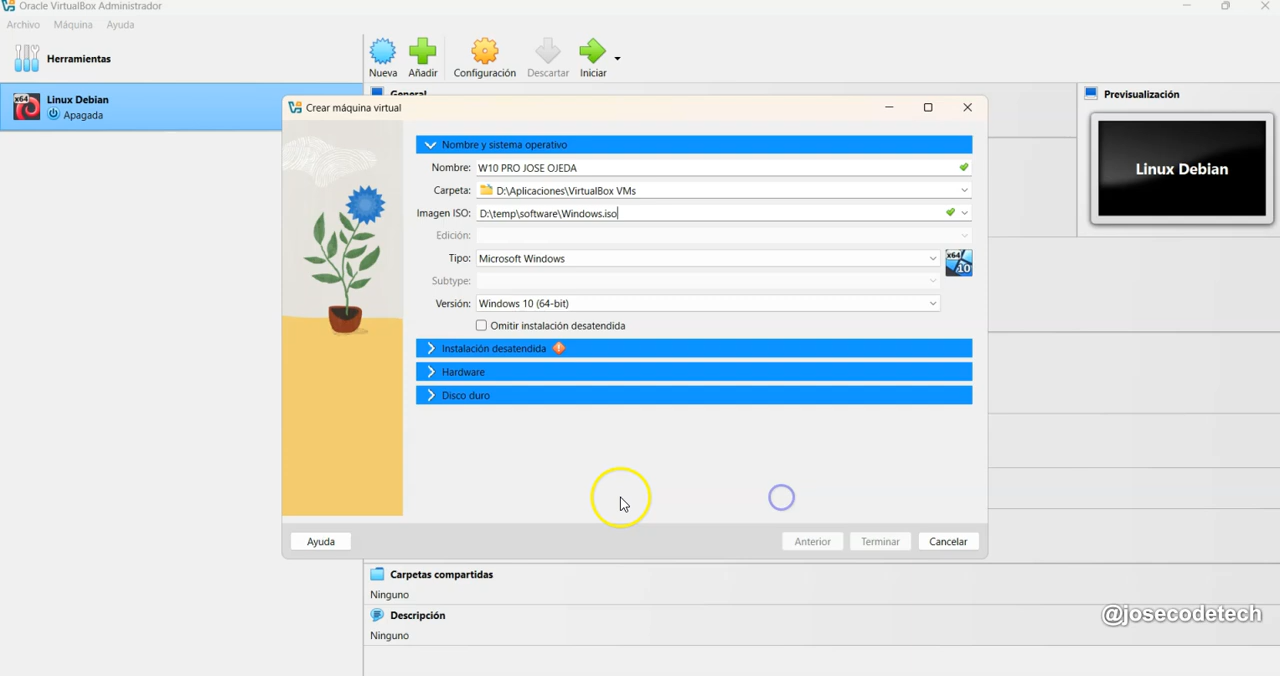 Oracle VirtualBox Administrador
Archivo Máquina Ayuda
Herramientas
Nueva Añadir Configuración Descartar Iniciar
x64 Linux Debian
Apagada
General
Previsualización
Linux Debian
Crear máquina virtual
Nombre y sistema operativo
Nombre: W10 PRO JOSE OJEDA
Carpeta: D:\Aplicaciones\VirtualBox VMs
Imagen ISO: D:\temp\software\Windows.iso
Edición:
Tipo: Microsoft Windows
x64 10
Subtype:
Versión: Windows 10 (64-bit)
Omitir instalación desatendida
Instalación desatendida
Hardware
Disco duro
Ayuda Anterior Terminar Cancelar
Carpetas compartidas
Ninguno
Descripción
Ninguno
@josecodetech